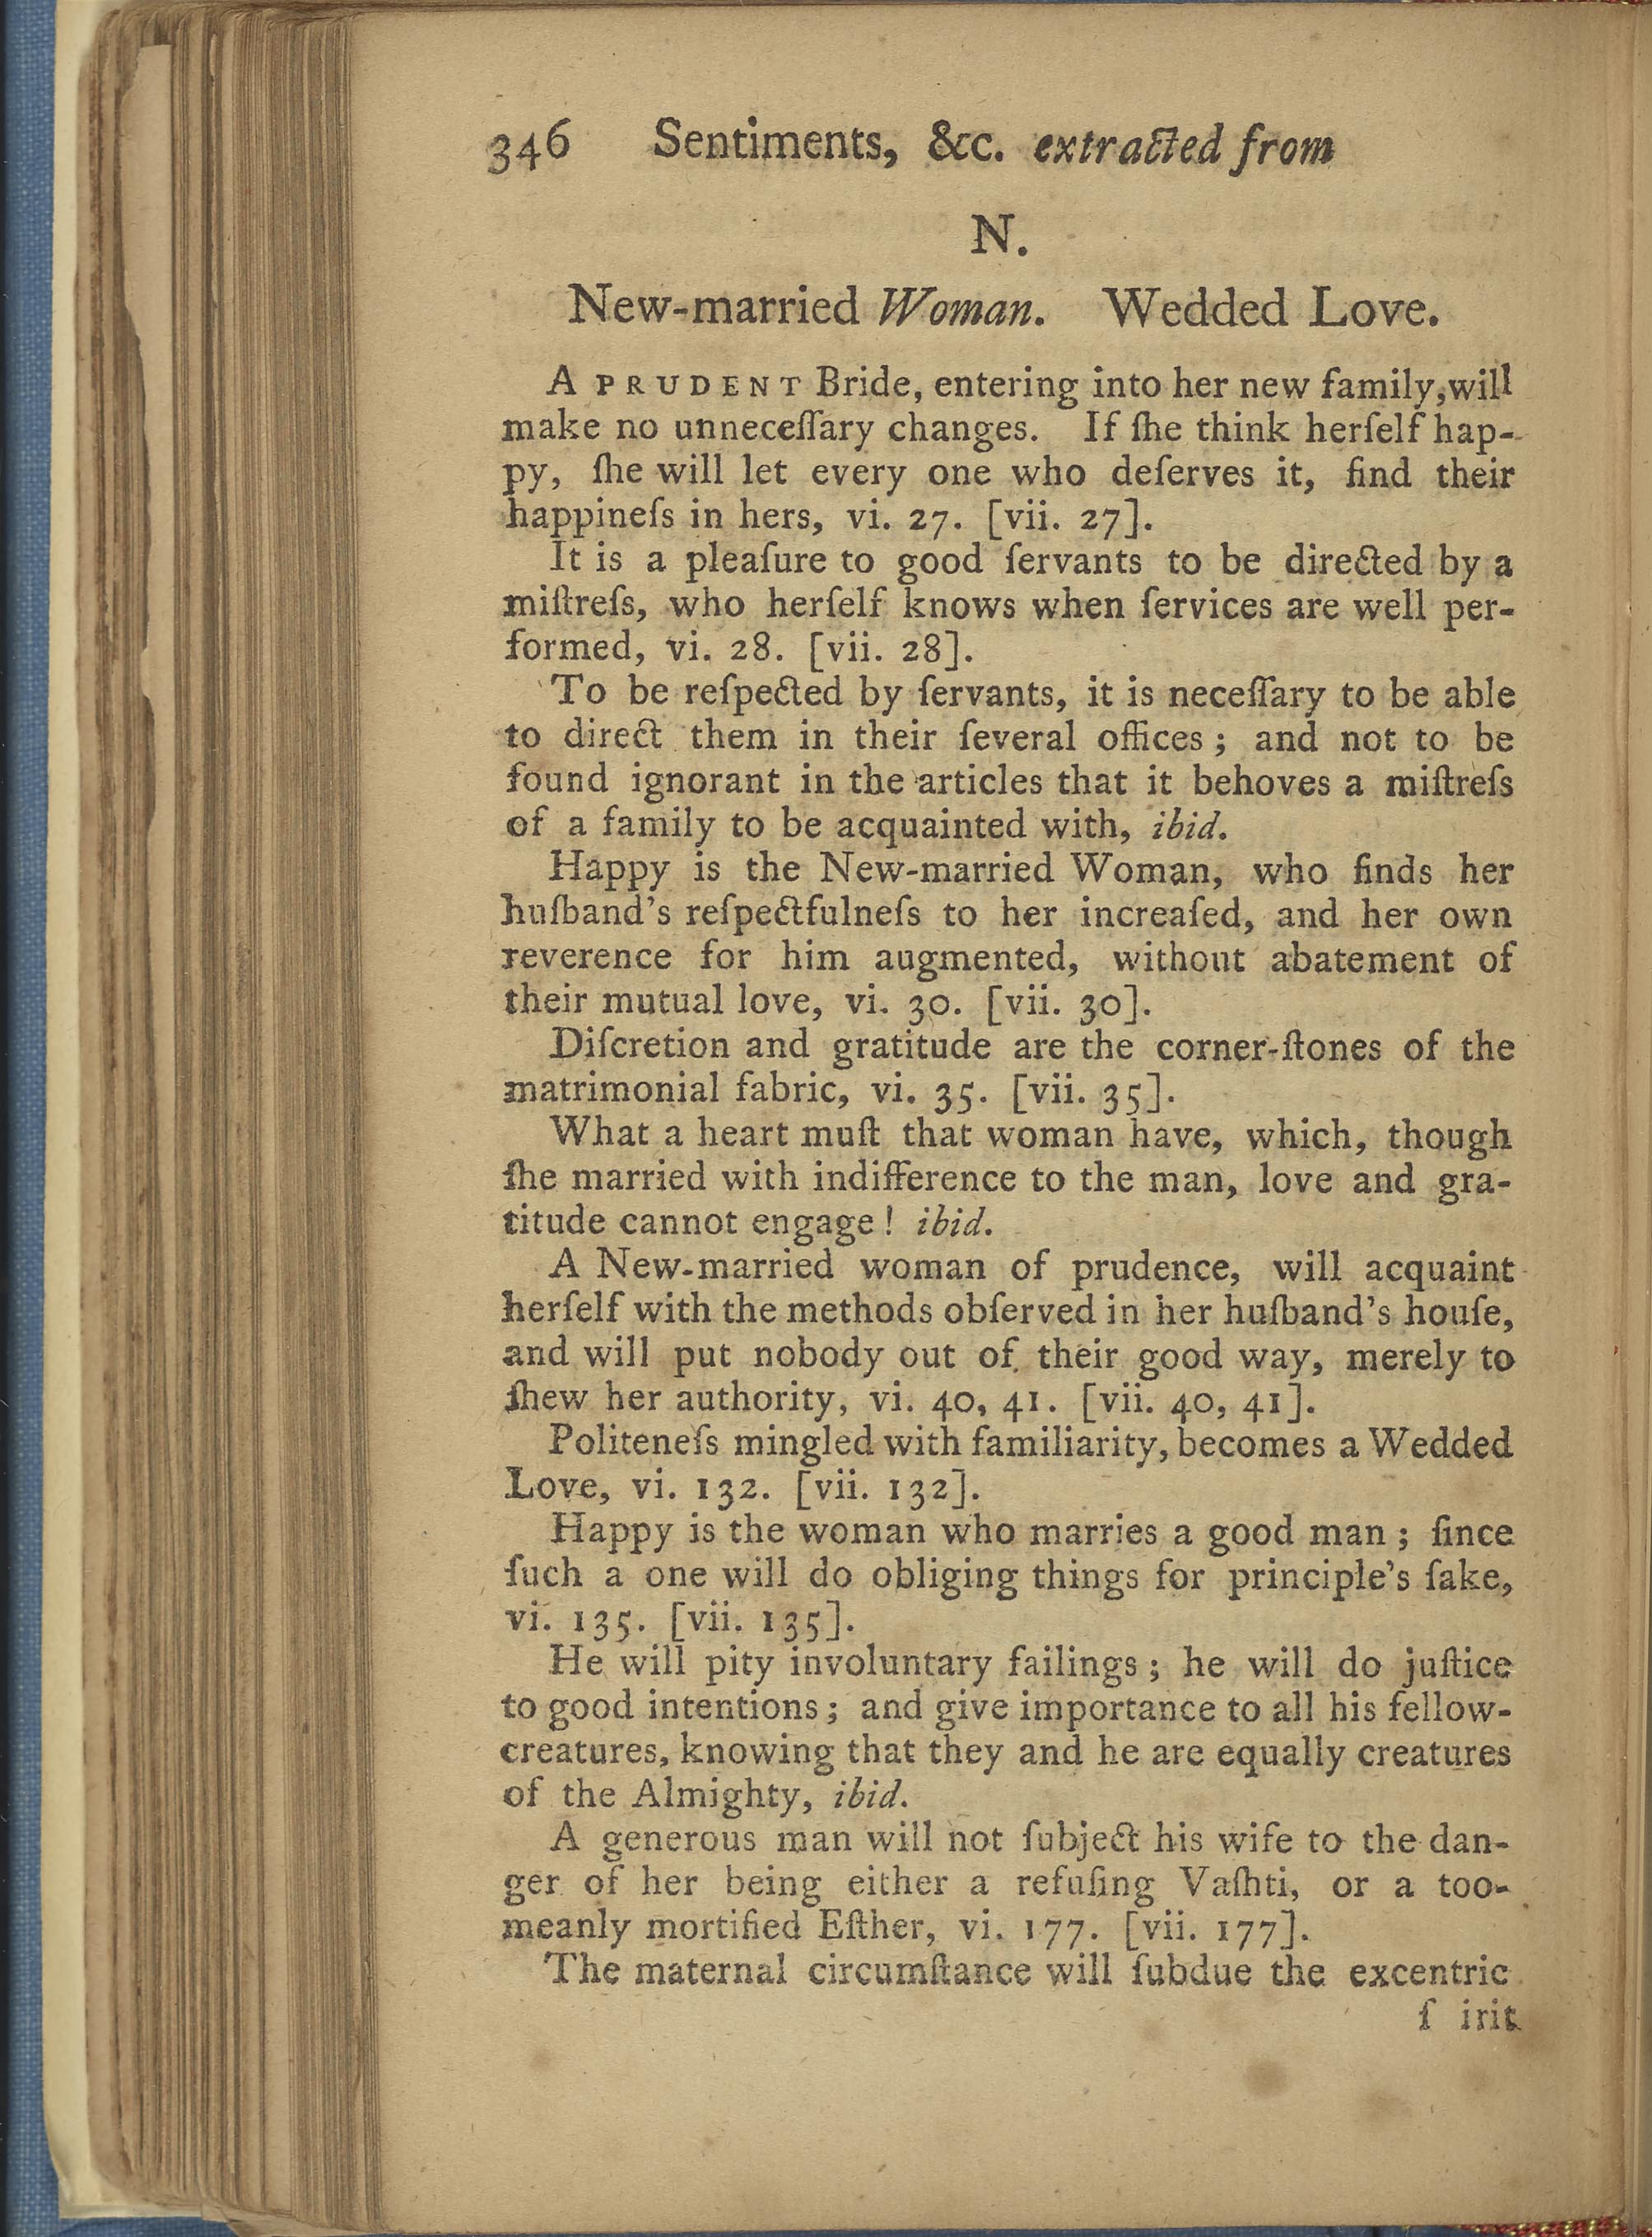 346 Sentiments, &c. extracted from
N.
New-married Woman. Wedded Love.
A PRUDENT Bride, entering into her new family, will
make no unneceſſary changes. If ſhe think herſelf hap-
py, ſhe will let every one who deſerves it, find their
happineſs in hers, vi. 27. [vii. 27].
It is a pleaſure to good ſervants to be directed by a
miſtreſs, who herſelf knows when ſervices are well per-
formed, vi. 28. [vii. 28].
To be reſpected by ſervants, it is neceſſary to be able
to direct them in their ſeveral offices; and not to be
found ignorant in the articles that it behoves a miſtreſs
of a family to be acquainted with, ibid.
Happy is the New-married Woman, who finds her
huſband's reſpectfulneſs to her increaſed, and her own
reverence for him augmented, without abatement of
their mutual love, vi. 30. [vii. 30].
Diſcretion and gratitude are the corner-ſtones of the
matrimonial fabric, vi. 35. [vii. 35].
What a heart muſt that woman have, which, though
ſhe married with indifference to the man, love and gra-
titude cannot engage! ibid.
A New-married woman of prudence, will acquaint
herſelf with the methods obſerved in her huſband's houſe,
and will put nobody out of their good way, merely to
ſhew her authority, vi. 40, 41. [vii. 40, 41].
Politeneſs mingled with familiarity, becomes a Wedded
Love, vi. 132. [vii. 132].
Happy is the woman who marries a good man; ſince
ſuch a one will do obliging things for principle's ſake,
vi. 135. [vii. 135].
He will pity involuntary failings; he will do juſtice
to good intentions; and give importance to all his fellow-
creatures, knowing that they and he are equally creatures
of the Almighty, ibid.
A generous man will not ſubject his wife to the dan-
ger of her being either a refuſing Vaſhti, or a too-
meanly mortified Eſther, vi. 177. [vii. 177].
The maternal circumſtance will ſubdue the excentric
ſ irit